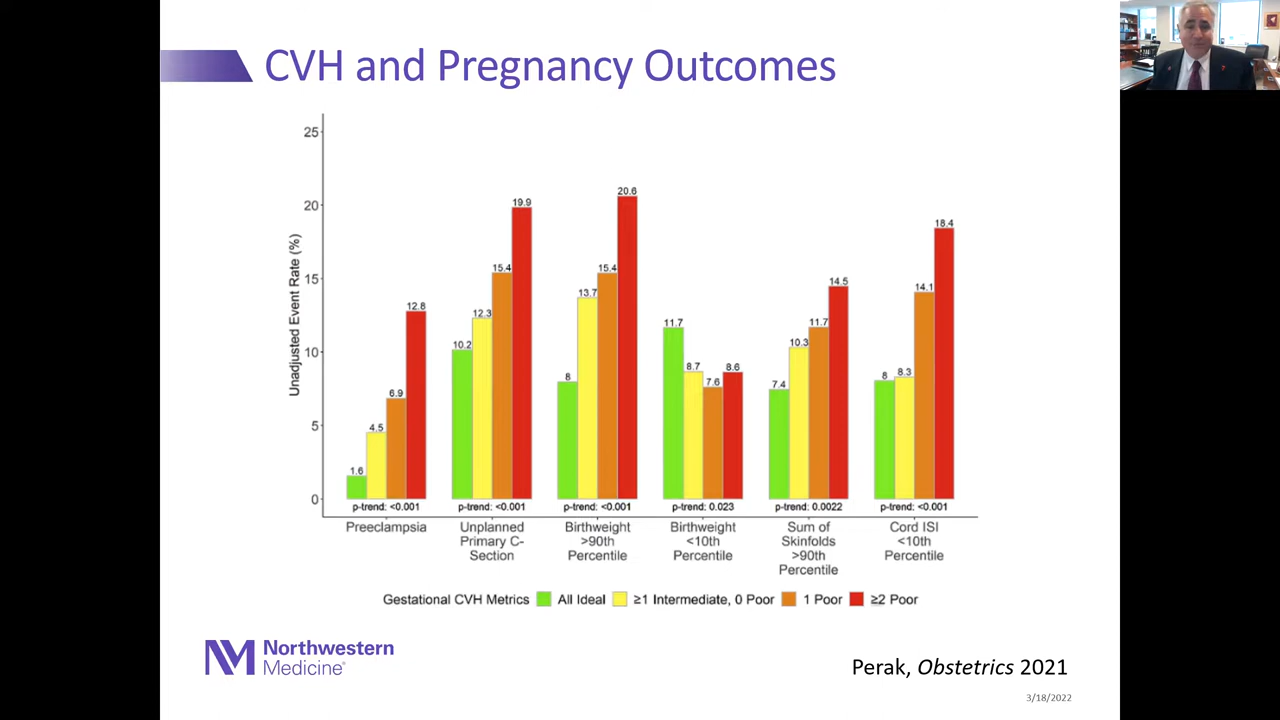 CVH and Pregnancy Outcomes
Unadjusted Event Rate (%)
25
20
15
10
5
0
1.6
4.5
6.9
12.8
10.2
12.3
15.4
19.9
8
13.7
15.4
20.6
11.7
8.7
7.6
8.6
7.4
10.3
11.7
14.5
8
8.3
14.1
18.4
p-trend: <0.001
p-trend: <0.001
p-trend: <0.001
p-trend: 0.023
p-trend: 0.0022
p-trend: <0.001
Preeclampsia
Unplanned
Primary C-
Section
Birthweight
>90th
Percentile
Birthweight
<10th
Percentile
Sum of
Skinfolds
>90th
Percentile
Cord ISI
<10th
Percentile
Gestational CVH Metrics All Ideal ≥1 Intermediate, 0 Poor 1 Poor ≥2 Poor
NM
Northwestern
Medicine®
Perak, Obstetrics 2021
3/18/2022